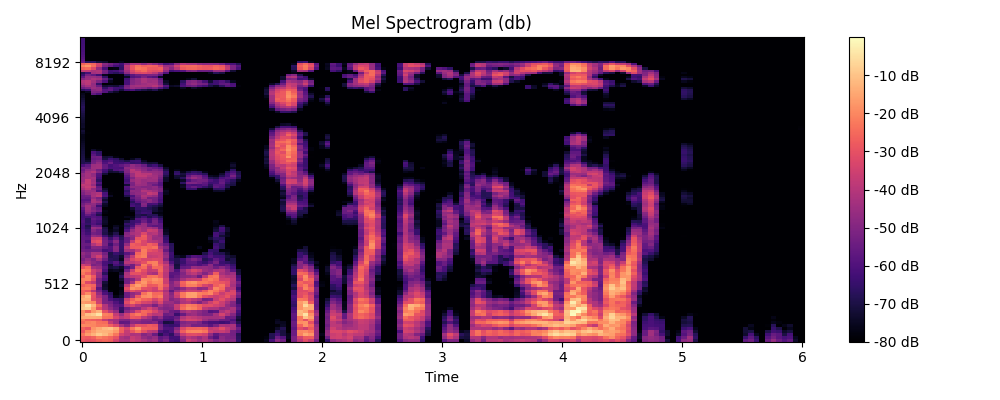 Mel Spectrogram (db)
8192
4096
2048
1024
512
0
Hz
0 1 2 3 4 5 6
Time
-10 dB
-20 dB
-30 dB
-40 dB
-50 dB
-60 dB
-70 dB
-80 dB